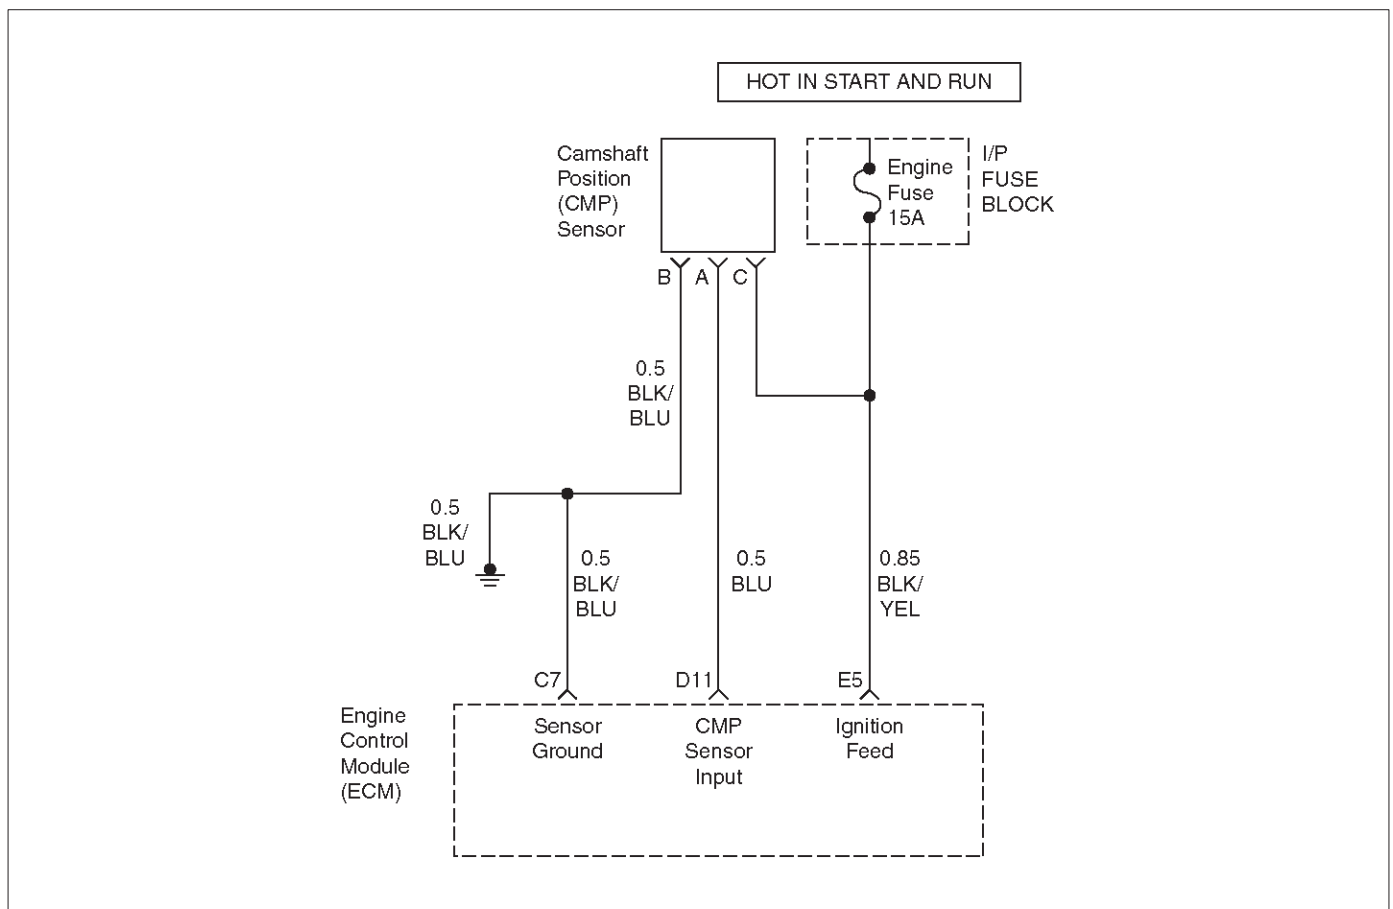 HOT IN START AND RUN
Camshaft
Position
(CMP)
Sensor
Engine
Fuse
15A
I/P
FUSE
BLOCK
B
A
C
0.5
BLK/
BLU
0.5
BLK/
BLU
0.5
BLK/
BLU
0.5
BLU
0.85
BLK/
YEL
C7
D11
E5
Engine
Control
Module
(ECM)
Sensor
Ground
CMP
Sensor
Input
Ignition
Feed